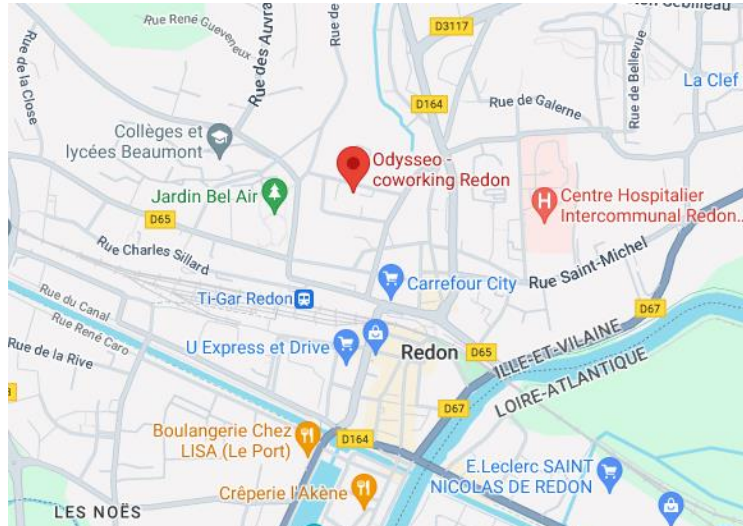 Rue René Gueveneux
Rue des Auvra
Rue de
D3117
Rue de la Close
D164
Rue de Galerne
Rue de Bellevue
La Clef
Collèges et
lycées Beaumont
Odysseo -
coworking Redon
Jardin Bel Air
Centre Hospitalier
Intercommunal Redon...
H
D65
Rue Charles Sillard
Rue Saint-Michel
Carrefour City
Ti-Gar Redon
Rue du Canal
Rue René Caro
D67
U Express et Drive
Redon
D65
ILLE-ET-VILAINE
LOIRE-ATLANTIQUE
Rue de la Rive
D67
Boulangerie Chez
LISA (Le Port)
D164
E.Leclerc SAINT
NICOLAS DE REDON
Crêperie l'Akène
LES NOËS